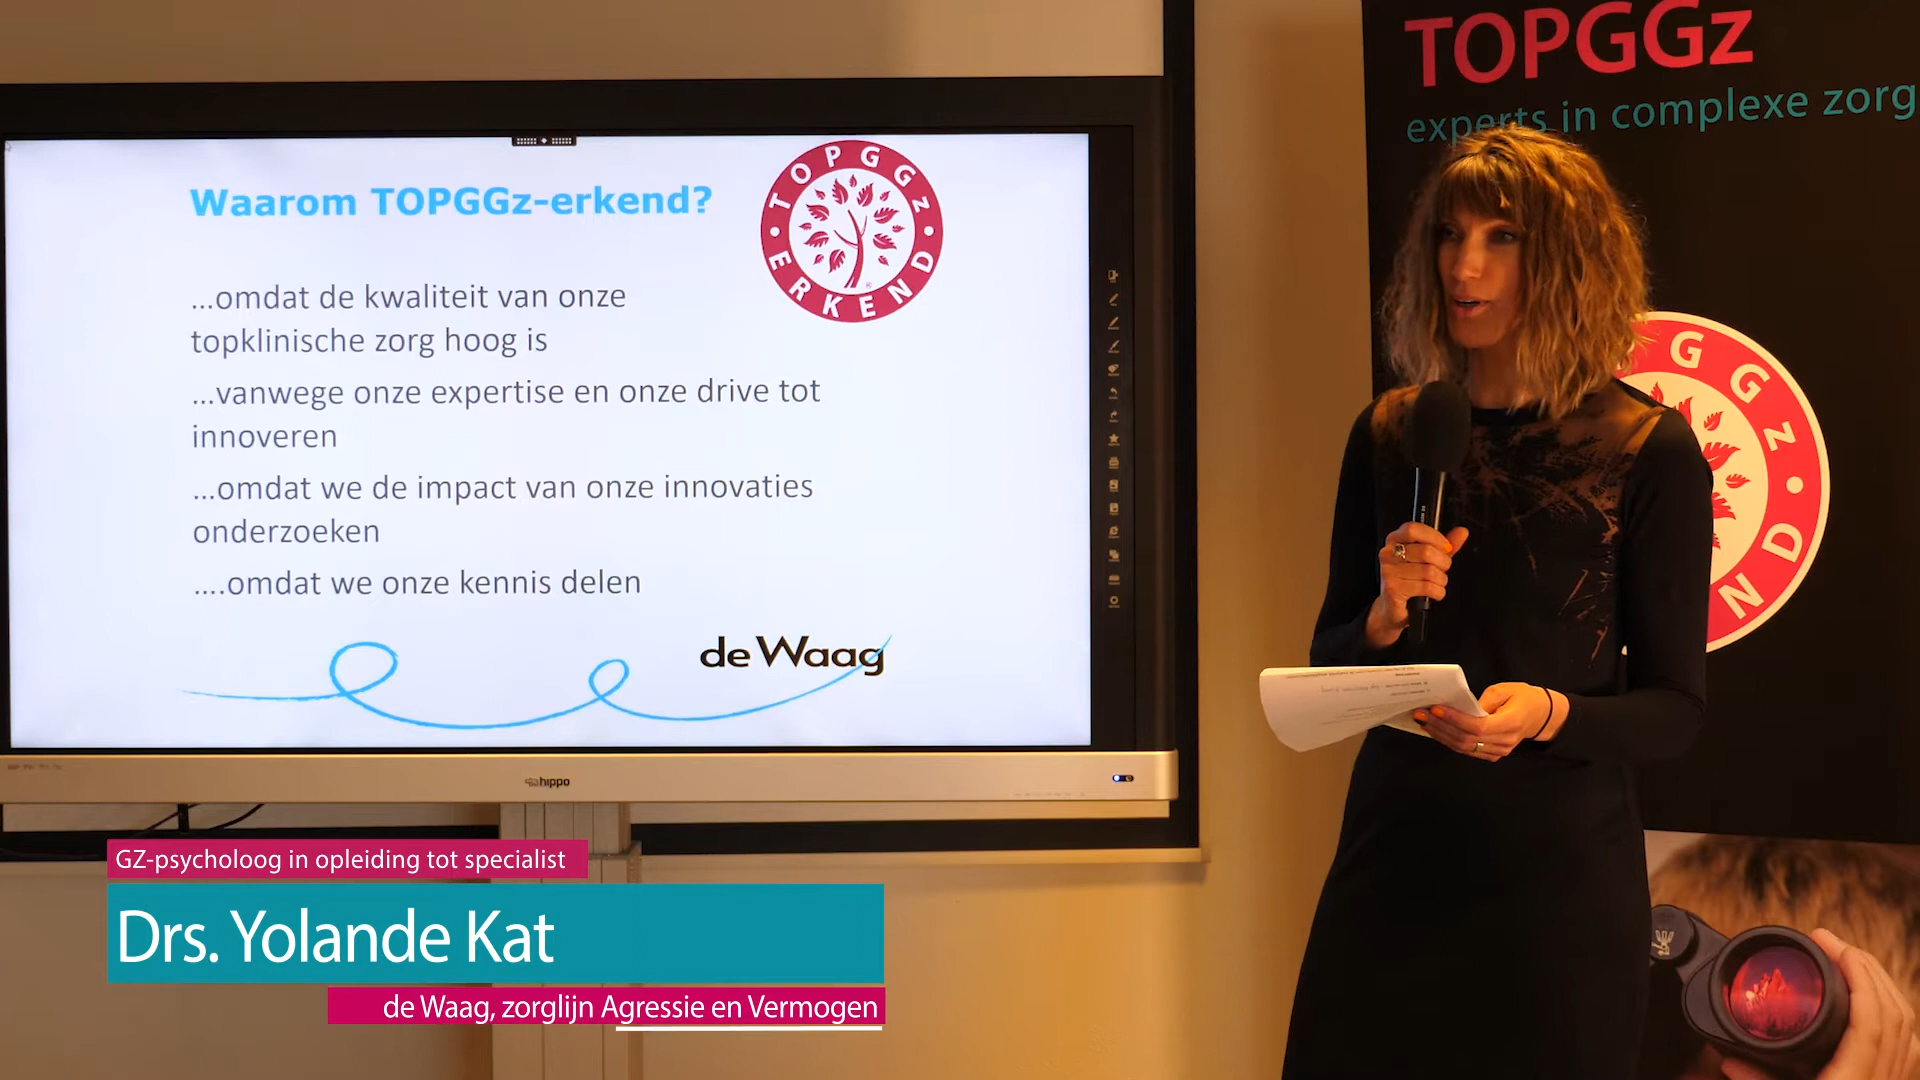 TOPGGz
experts in complexe zorg
Waarom TOPGGz-erkend?
TOPGGz • ERKEND •
...omdat de kwaliteit van onze
topklinische zorg hoog is
...vanwege onze expertise en onze drive tot
innoveren
...omdat we de impact van onze innovaties
onderzoeken
....omdat we onze kennis delen
de Waag
hippo
GGz • ND
GZ-psycholoog in opleiding tot specialist
Drs. Yolande Kat
de Waag, zorglijn Agressie en Vermogen